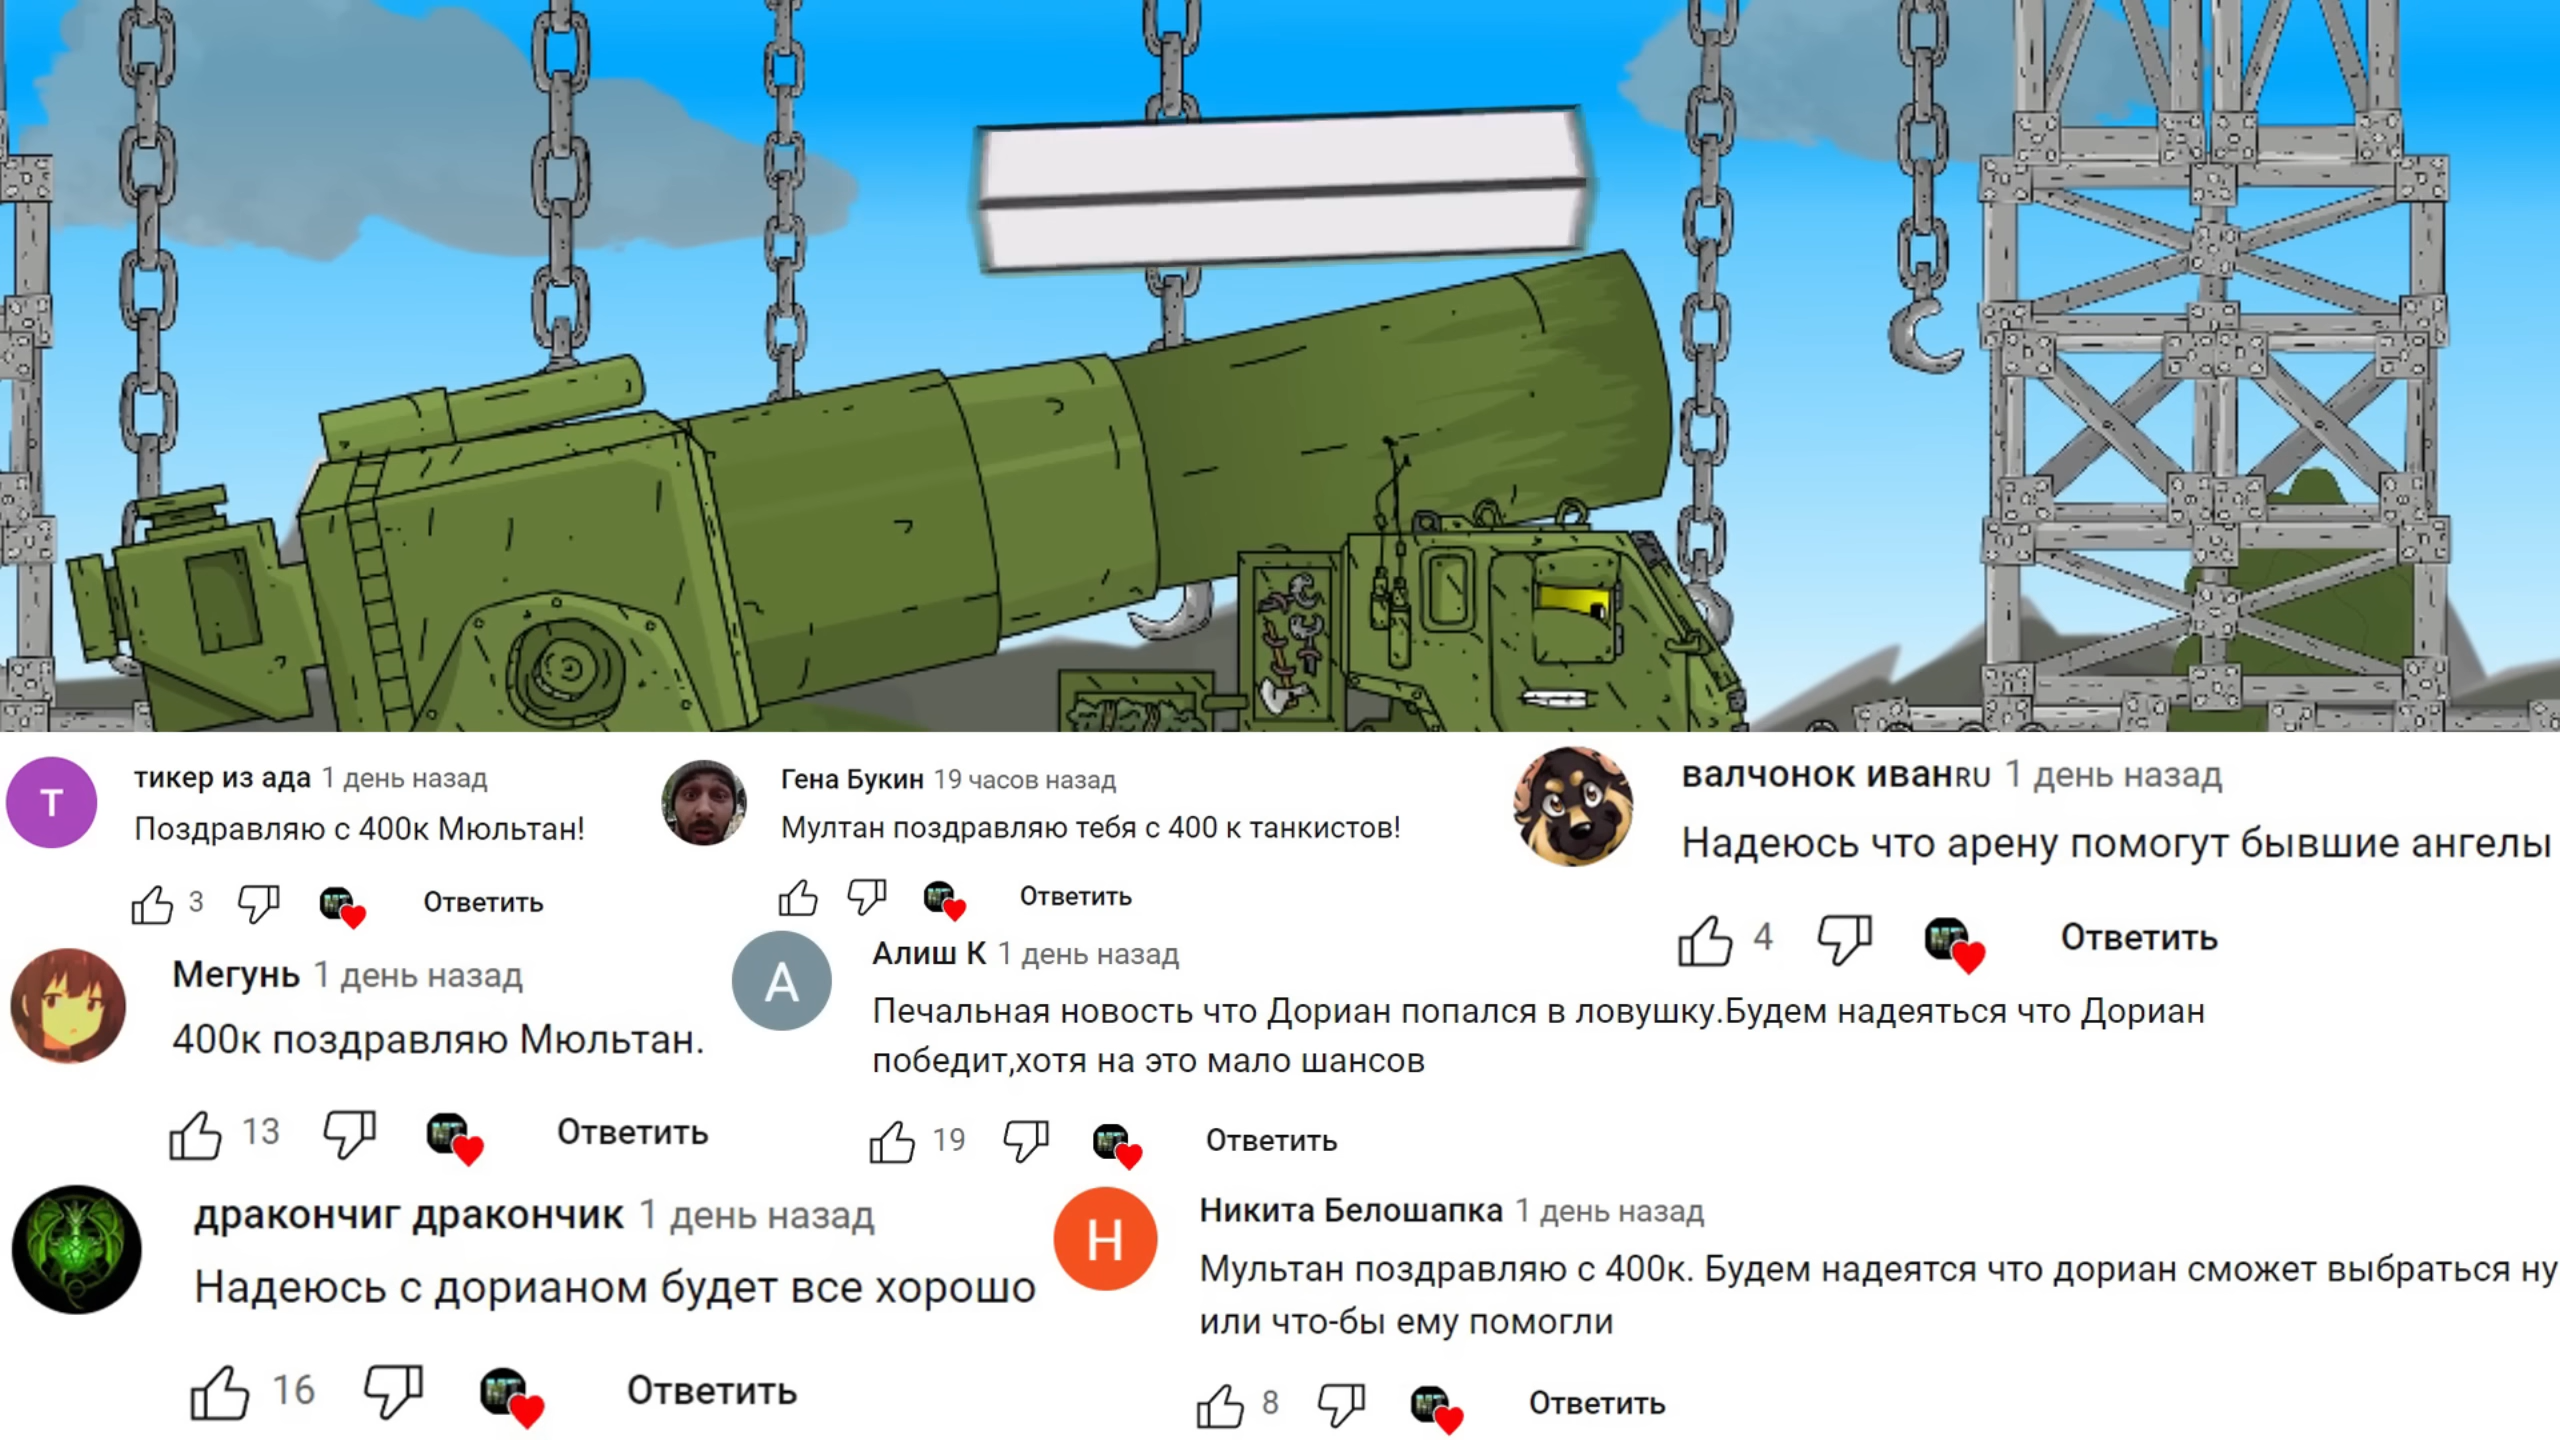 Т
тикер из ада 1 день назад
Поздравляю с 400к Мюльтан!
3 Ответить
Гена Букин 19 часов назад
Мултан поздравляю тебя с 400 к танкистов!
Ответить
валчонок иванRU 1 день назад
Надеюсь что арену помогут бывшие ангелы
4 Ответить
Мегунь 1 день назад
400к поздравляю Мюльтан.
13 Ответить
А
Алиш К 1 день назад
Печальная новость что Дориан попался в ловушку.Будем надеяться что Дориан
победит,хотя на это мало шансов
19 Ответить
дракончиг дракончик 1 день назад
Надеюсь с дорианом будет все хорошо
16 Ответить
Н
Никита Белошапка 1 день назад
Мультан поздравляю с 400к. Будем надеятся что дориан сможет выбраться ну
или что-бы ему помогли
8 Ответить